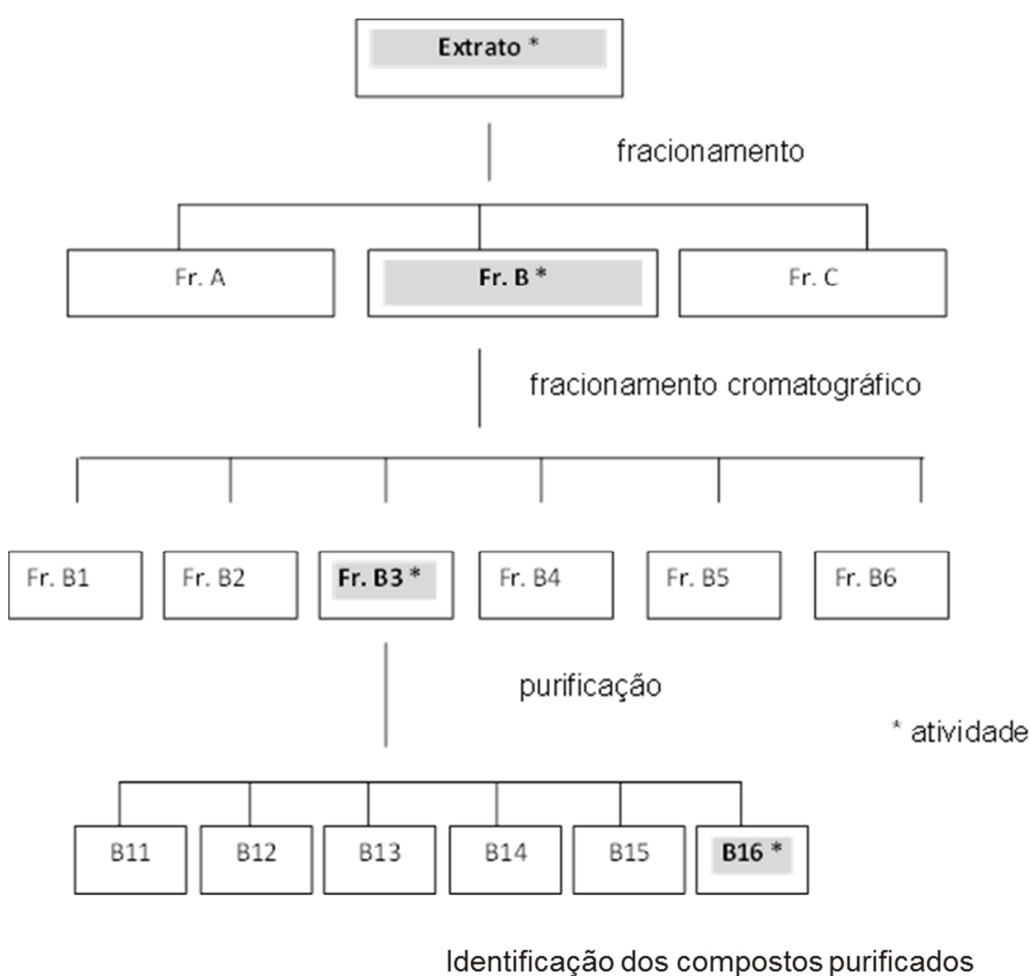 Extrato *
fracionamento
Fr. A Fr. B * Fr. C
fracionamento cromatográfico
Fr. B1 Fr. B2 Fr. B3 * Fr. B4 Fr. B5 Fr. B6
purificação
* atividade
B11 B12 B13 B14 B15 B16 *
Identificação dos compostos purificados